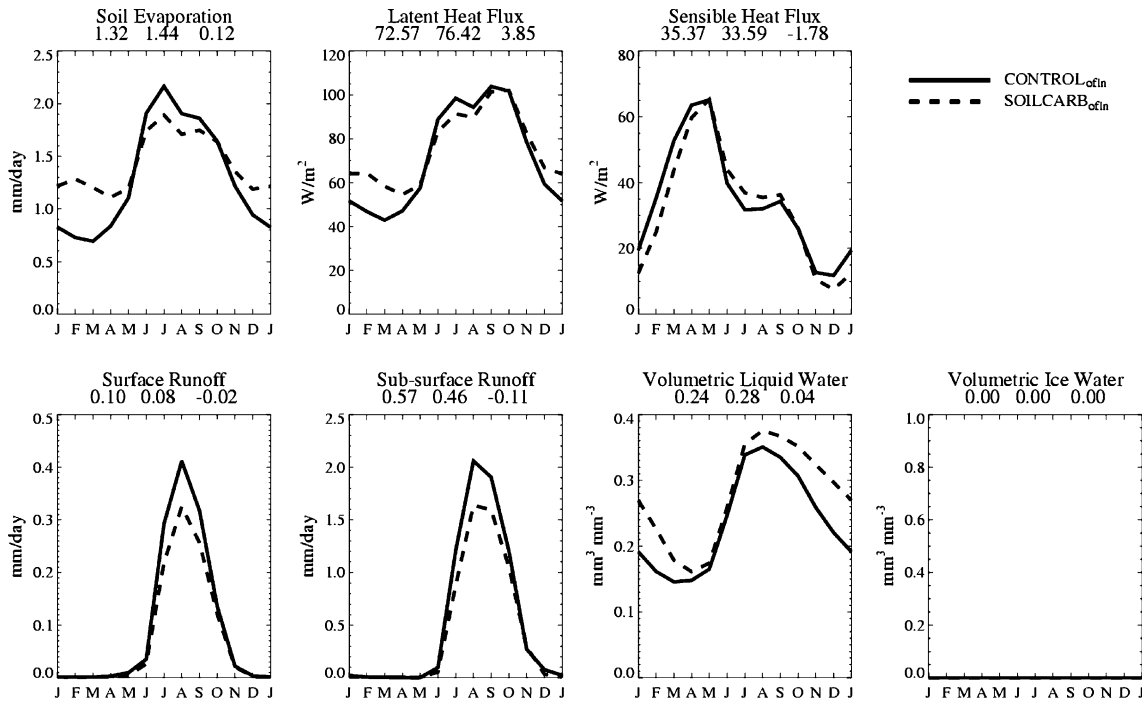 Soil Evaporation
1.32 1.44 0.12
2.5
2.0
1.5
1.0
0.5
0.0
mm/day
J F M A M J J A S O N D J
Latent Heat Flux
72.57 76.42 3.85
120
100
80
60
40
20
0
W/m²
J F M A M J J A S O N D J
Sensible Heat Flux
35.37 33.59 -1.78
80
60
40
20
0
W/m²
J F M A M J J A S O N D J
CONTROLofln
SOILCARBofln
Surface Runoff
0.10 0.08 -0.02
0.5
0.4
0.3
0.2
0.1
0.0
mm/day
J F M A M J J A S O N D J
Sub-surface Runoff
0.57 0.46 -0.11
2.5
2.0
1.5
1.0
0.5
0.0
mm/day
J F M A M J J A S O N D J
Volumetric Liquid Water
0.24 0.28 0.04
0.4
0.3
0.2
0.1
0.0
mm³ mm⁻³
J F M A M J J A S O N D J
Volumetric Ice Water
0.00 0.00 0.00
1.0
0.8
0.6
0.4
0.2
0.0
mm³ mm⁻³
J F M A M J J A S O N D J